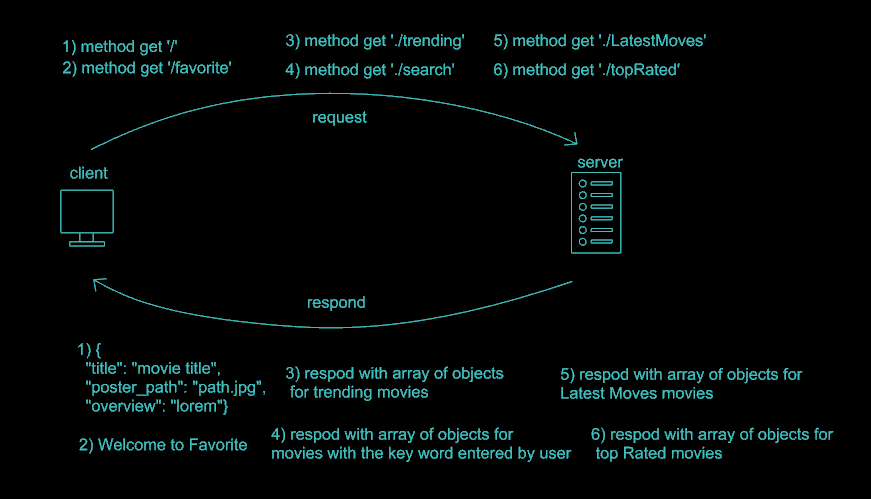 1) method get '/'
2) method get '/favorite'
3) method get './trending'
4) method get './search'
5) method get './LatestMoves'
6) method get './topRated'
request
client
server
respond
1) {
"title": "movie title",
"poster_path": "path.jpg",
"overview": "lorem"}
2) Welcome to Favorite
3) respod with array of objects
for trending movies
4) respod with array of objects for
movies with the key word entered by user
5) respod with array of objects for
Latest Moves movies
6) respod with array of objects for
top Rated movies